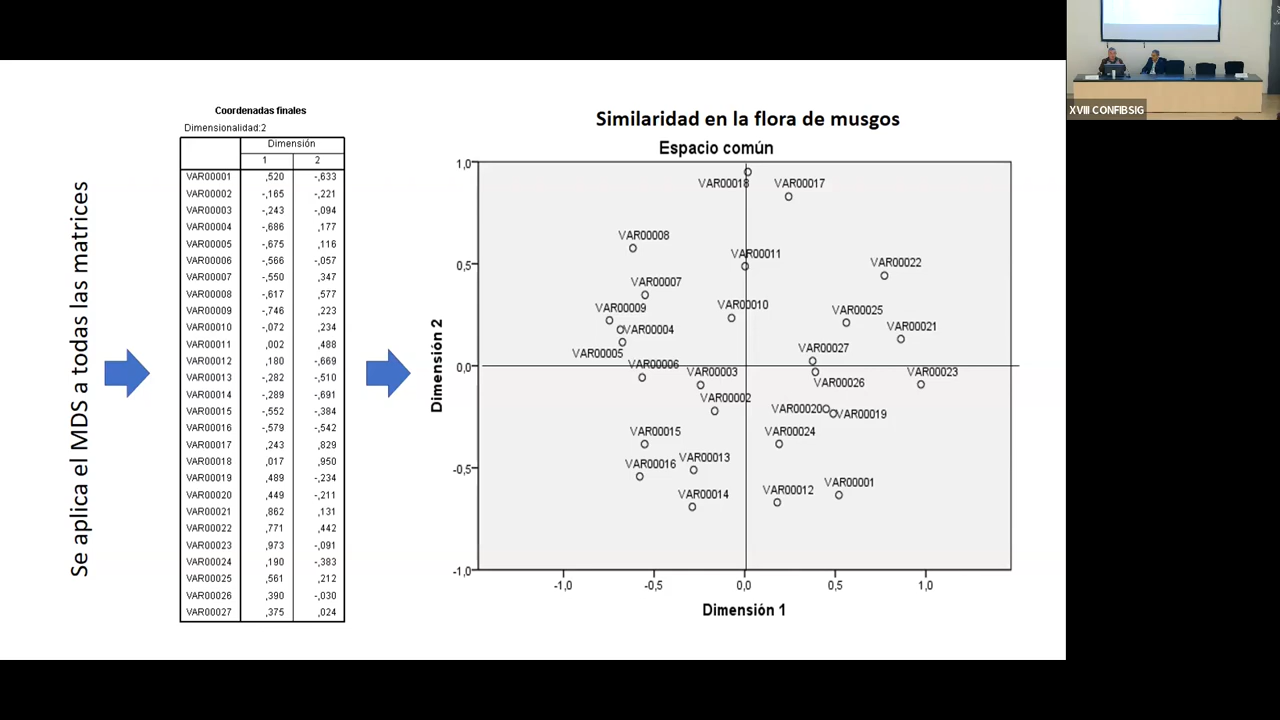 Se aplica el MDS a todas las matrices
Coordenadas finales
Dimensionalidad:2
Dimensión
1 2
VAR00001 ,520 -,633
VAR00002 -,165 -,221
VAR00003 -,243 -,094
VAR00004 -,686 ,177
VAR00005 -,675 ,116
VAR00006 -,566 -,057
VAR00007 -,550 ,347
VAR00008 -,617 ,577
VAR00009 -,746 ,223
VAR00010 -,072 ,234
VAR00011 ,002 ,488
VAR00012 ,180 -,669
VAR00013 -,282 -,510
VAR00014 -,289 -,691
VAR00015 -,552 -,384
VAR00016 -,579 -,542
VAR00017 ,243 ,829
VAR00018 ,017 ,950
VAR00019 ,489 -,234
VAR00020 ,449 -,211
VAR00021 ,862 ,131
VAR00022 ,771 ,442
VAR00023 ,973 -,091
VAR00024 ,190 -,383
VAR00025 ,561 ,212
VAR00026 ,390 -,030
VAR00027 ,375 ,024
Similaridad en la flora de musgos
Espacio común
1,0
VAR00018 VAR00017
VAR00008
VAR00011
0,5
VAR00022
VAR00007
VAR00009 VAR00010 VAR00025
VAR00004 VAR00021
VAR00005 VAR00027
Dimensión 2
0,0
VAR00006 VAR00003 VAR00023
VAR00026
VAR00002 VAR00020 VAR00019
VAR00015 VAR00024
VAR00016 VAR00013
-0,5
VAR00014 VAR00012 VAR00001
-1,0
-1,0 -0,5 0,0 0,5 1,0
Dimensión 1
XVIII CONFIBSIG